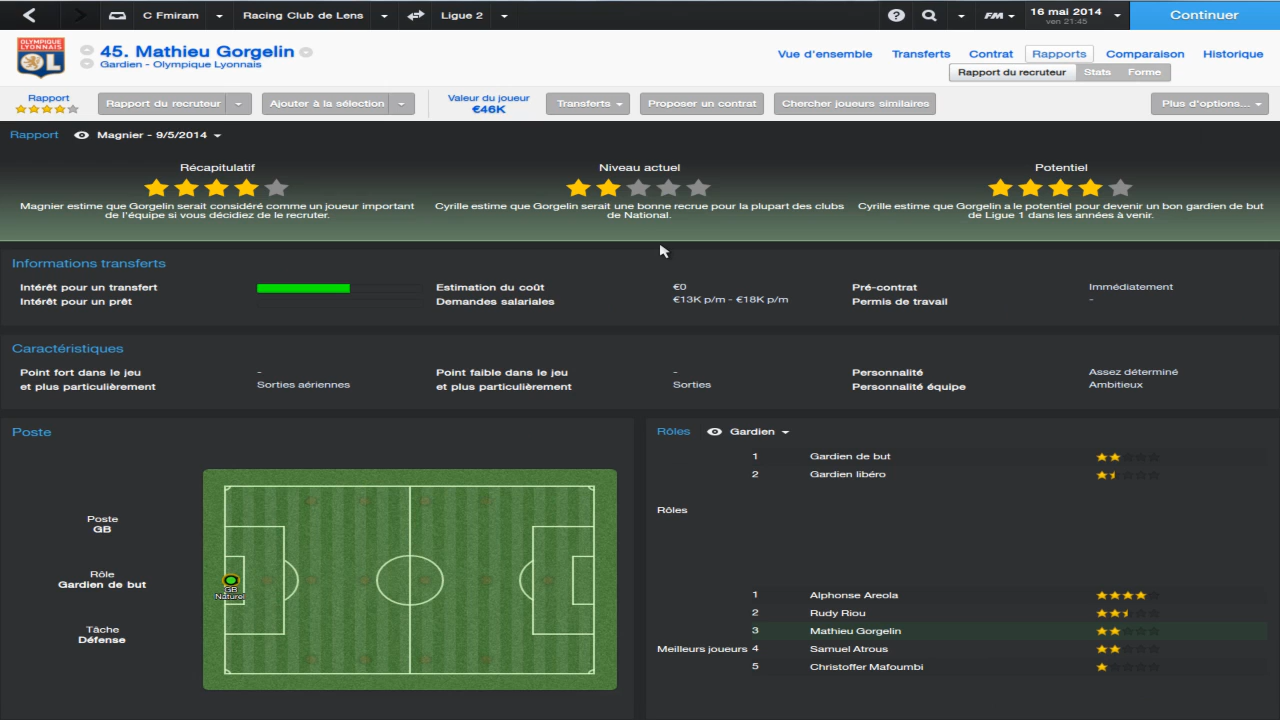 C Fmiram
Racing Club de Lens
Ligue 2
?
FM
16 mai 2014
ven 21:45
Continuer
OLYMPIQUE
LYONNAIS
OL
45. Mathieu Gorgelin
Gardien - Olympique Lyonnais
Vue d'ensemble
Transferts
Contrat
Rapports
Comparaison
Historique
Rapport du recruteur
Stats
Forme
Rapport
Rapport du recruteur
Ajouter à la sélection
Valeur du joueur
€46K
Transferts
Proposer un contrat
Chercher joueurs similaires
Plus d'options...
Rapport
Magnier - 9/5/2014
Récapitulatif
Magnier estime que Gorgelin serait considéré comme un joueur important
de l'équipe si vous décidiez de le recruter.
Niveau actuel
Cyrille estime que Gorgelin serait une bonne recrue pour la plupart des clubs
de National.
Potentiel
Cyrille estime que Gorgelin a le potentiel pour devenir un bon gardien de but
de Ligue 1 dans les années à venir.
Informations transferts
Intérêt pour un transfert
Intérêt pour un prêt
Estimation du coût
€0
Demandes salariales
€13K p/m - €18K p/m
Pré-contrat
Immédiatement
Permis de travail
-
Caractéristiques
Point fort dans le jeu
-
et plus particulièrement
Sorties aériennes
Point faible dans le jeu
-
et plus particulièrement
Sorties
Personnalité
Assez déterminé
Personnalité équipe
Ambitieux
Poste
Poste
GB
Rôle
Gardien de but
Tâche
Défense
GB
Naturel
Rôles
Gardien
1 Gardien de but
2 Gardien libéro
Rôles
1 Alphonse Areola
2 Rudy Riou
3 Mathieu Gorgelin
Meilleurs joueurs 4 Samuel Atrous
5 Christoffer Mafoumbi